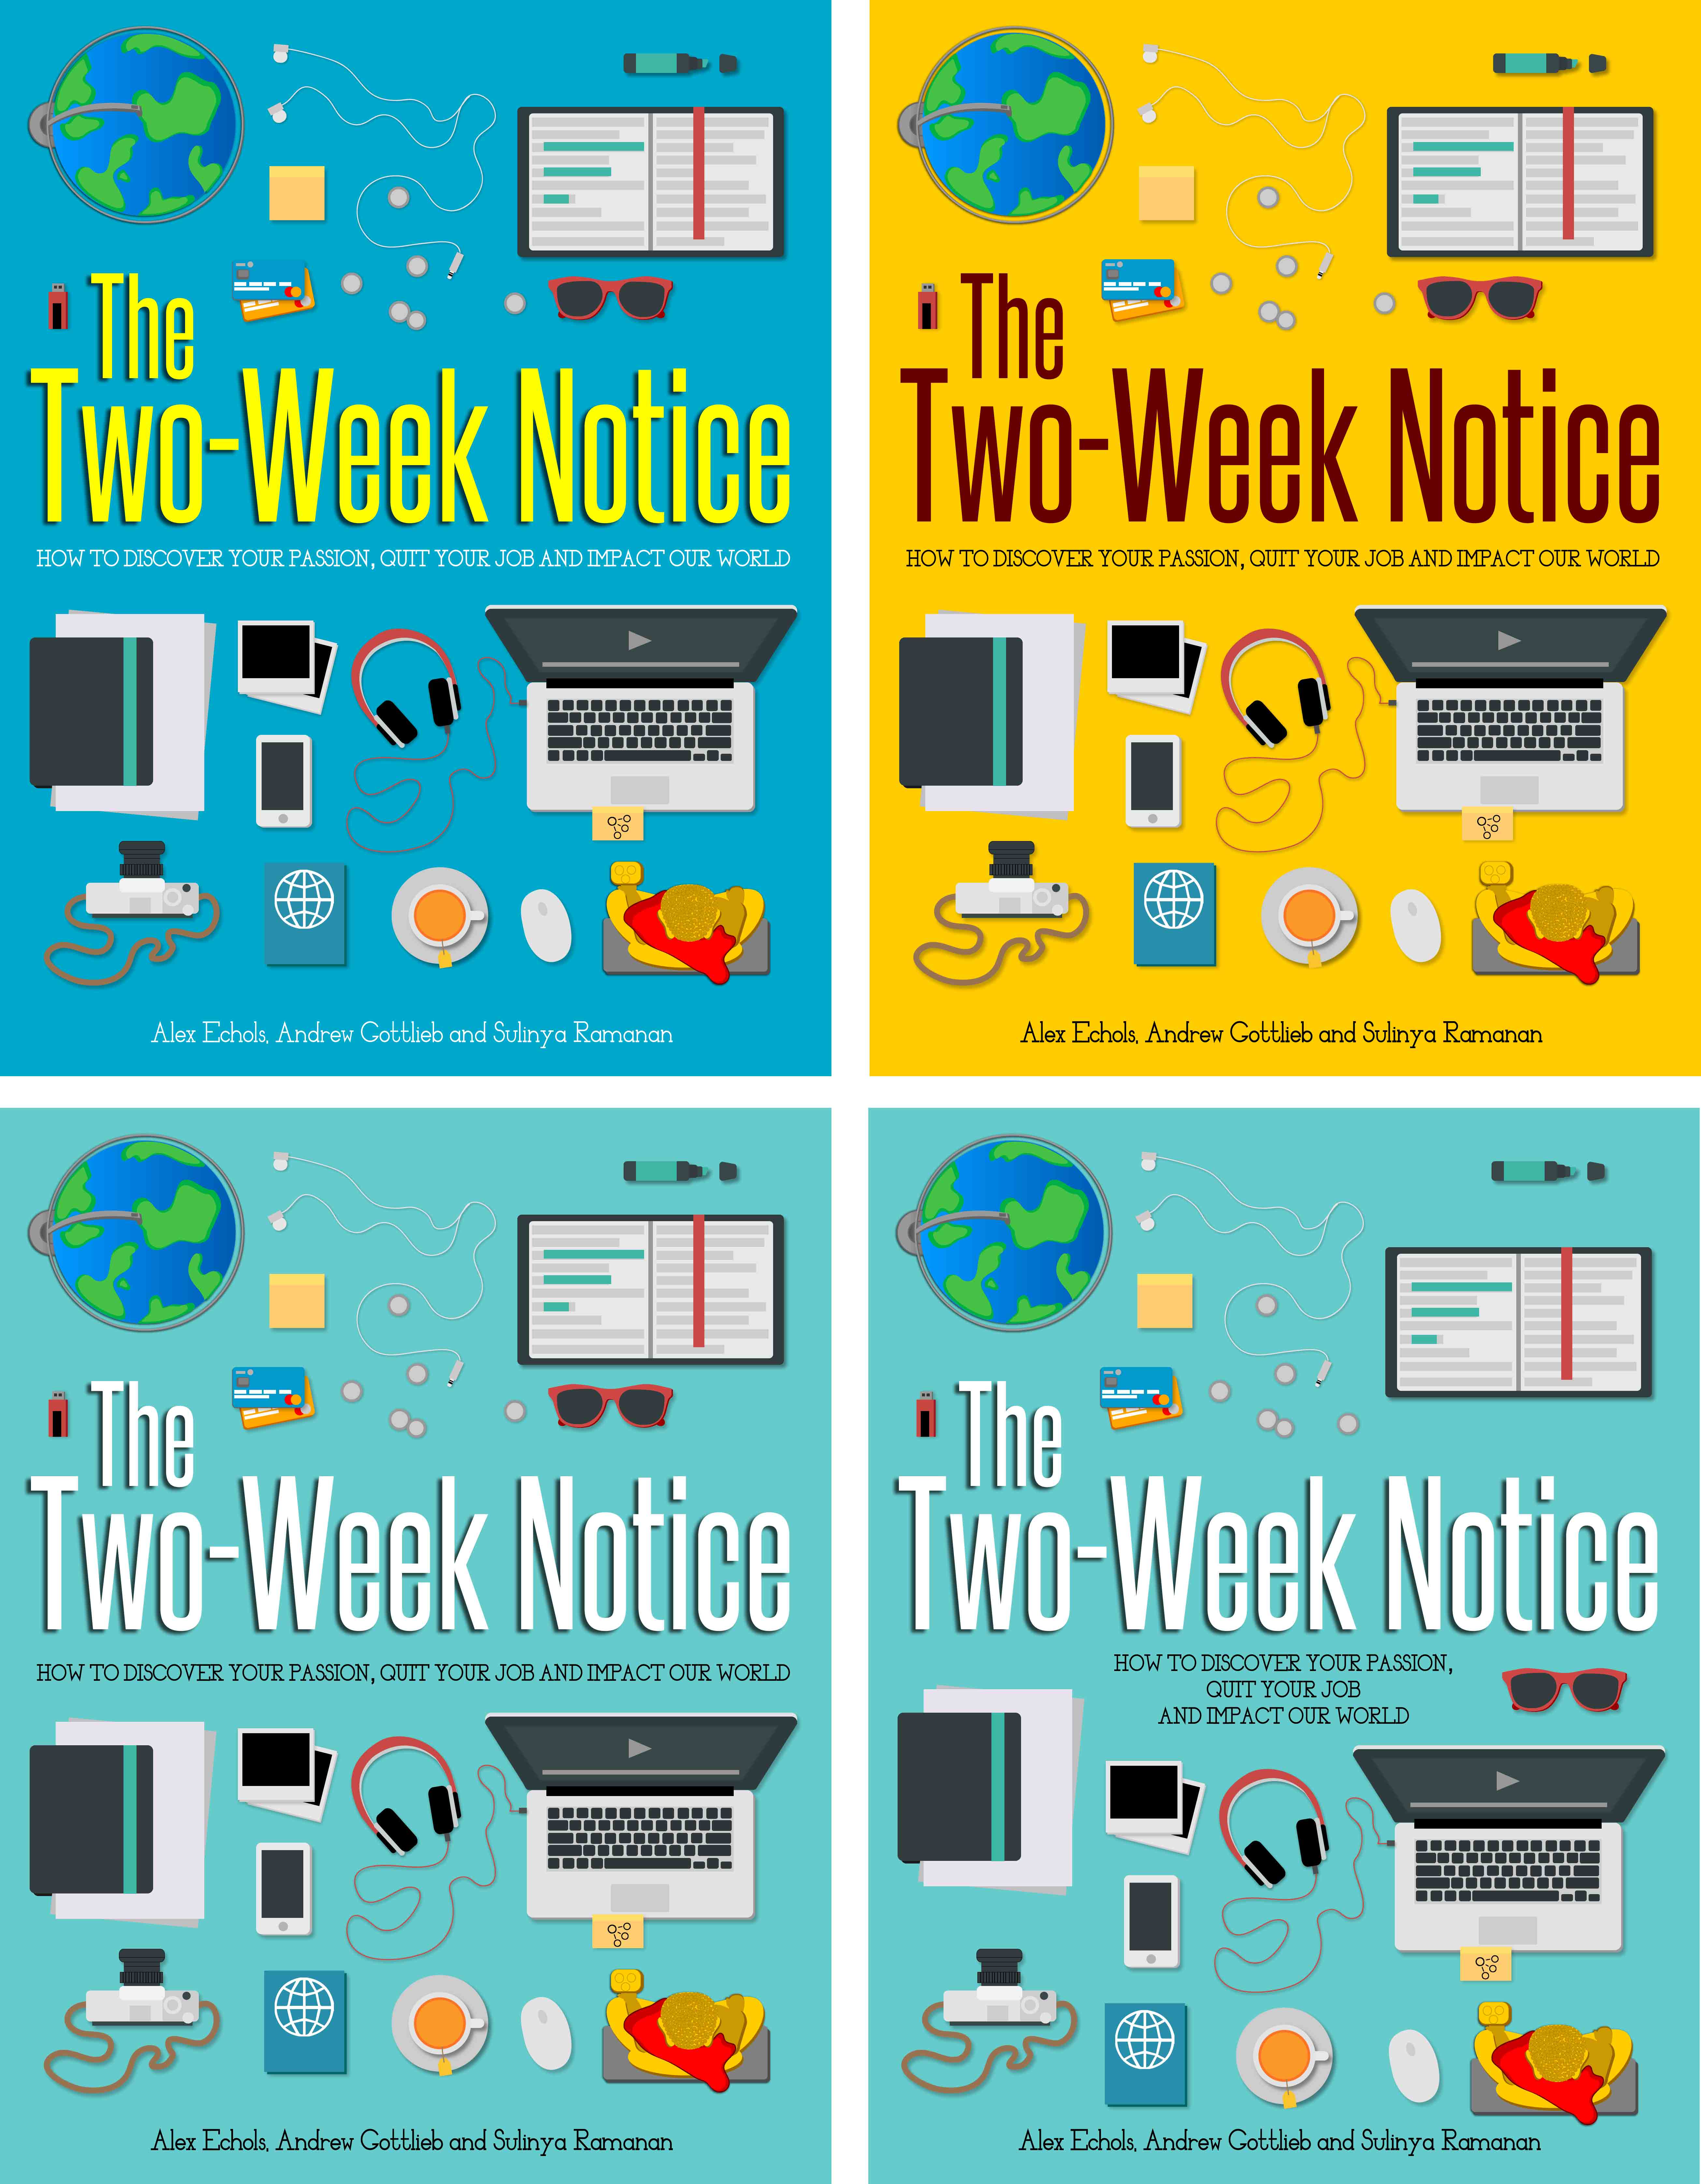 The
Two-Week Notice
HOW TO DISCOVER YOUR PASSION, QUIT YOUR JOB AND IMPACT OUR WORLD
Alex Echols, Andrew Gottlieb and Sulinya Ramanan
The
Two-Week Notice
HOW TO DISCOVER YOUR PASSION, QUIT YOUR JOB AND IMPACT OUR WORLD
Alex Echols, Andrew Gottlieb and Sulinya Ramanan
The
Two-Week Notice
HOW TO DISCOVER YOUR PASSION, QUIT YOUR JOB AND IMPACT OUR WORLD
Alex Echols, Andrew Gottlieb and Sulinya Ramanan
The
Two-Week Notice
HOW TO DISCOVER YOUR PASSION,
QUIT YOUR JOB
AND IMPACT OUR WORLD
Alex Echols, Andrew Gottlieb and Sulinya Ramanan